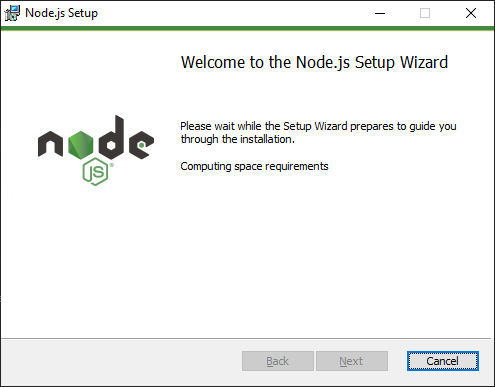 Node.js Setup
Welcome to the Node.js Setup Wizard
Please wait while the Setup Wizard prepares to guide you
through the installation.
Computing space requirements
node
JS
Back Next Cancel